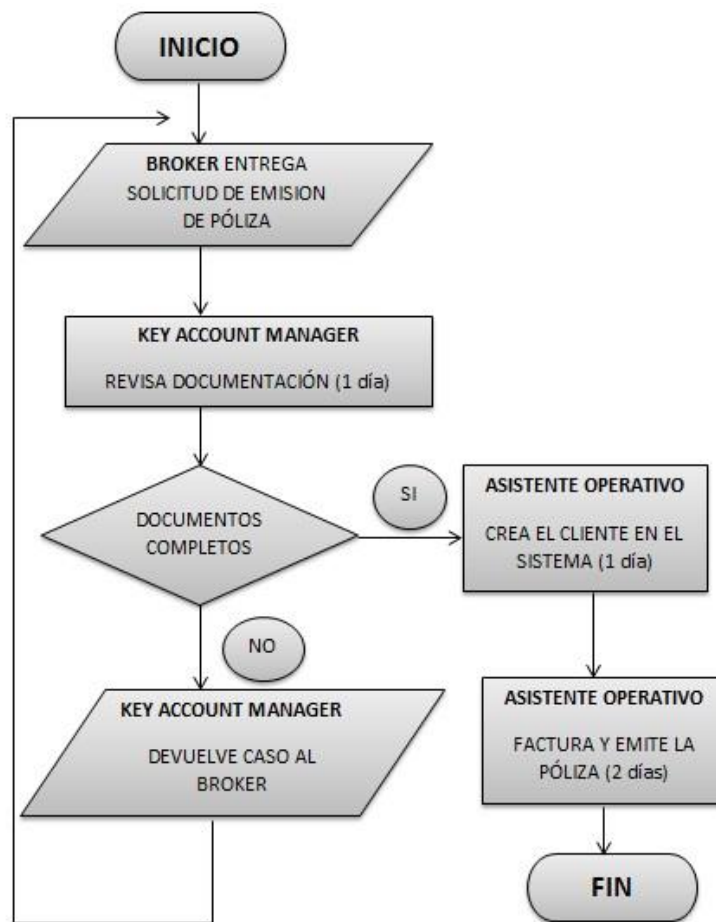 INICIO
BROKER ENTREGA
SOLICITUD DE EMISION
DE PÓLIZA
KEY ACCOUNT MANAGER
REVISA DOCUMENTACIÓN (1 día)
DOCUMENTOS
COMPLETOS
SI
ASISTENTE OPERATIVO
CREA EL CLIENTE EN EL
SISTEMA (1 día)
NO
KEY ACCOUNT MANAGER
DEVUELVE CASO AL
BROKER
ASISTENTE OPERATIVO
FACTURA Y EMITE LA
PÓLIZA (2 días)
FIN